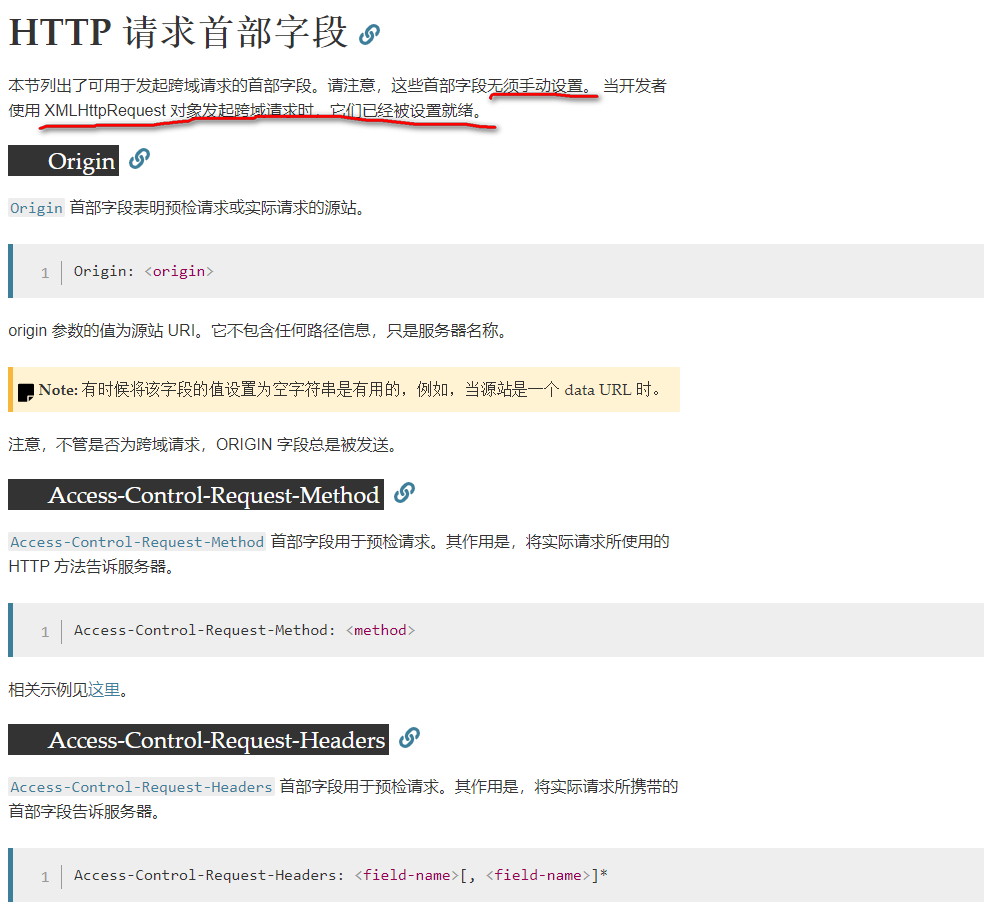 HTTP 请求首部字段
本节列出了可用于发起跨域请求的首部字段。请注意，这些首部字段无须手动设置。 当开发者
使用 XMLHttpRequest 对象发起跨域请求时，它们已经被设置就绪。
Origin
Origin 首部字段表明预检请求或实际请求的源站。
1 Origin: <origin>
origin 参数的值为源站 URI。它不包含任何路径信息，只是服务器名称。
Note: 有时候将该字段的值设置为空字符串是有用的，例如，当源站是一个 data URL 时。
注意，不管是否为跨域请求，ORIGIN 字段总是被发送。
Access-Control-Request-Method
Access-Control-Request-Method 首部字段用于预检请求。其作用是，将实际请求所使用的
HTTP 方法告诉服务器。
1 Access-Control-Request-Method: <method>
相关示例见这里。
Access-Control-Request-Headers
Access-Control-Request-Headers 首部字段用于预检请求。其作用是，将实际请求所携带的
首部字段告诉服务器。
1 Access-Control-Request-Headers: <field-name>[, <field-name>]*